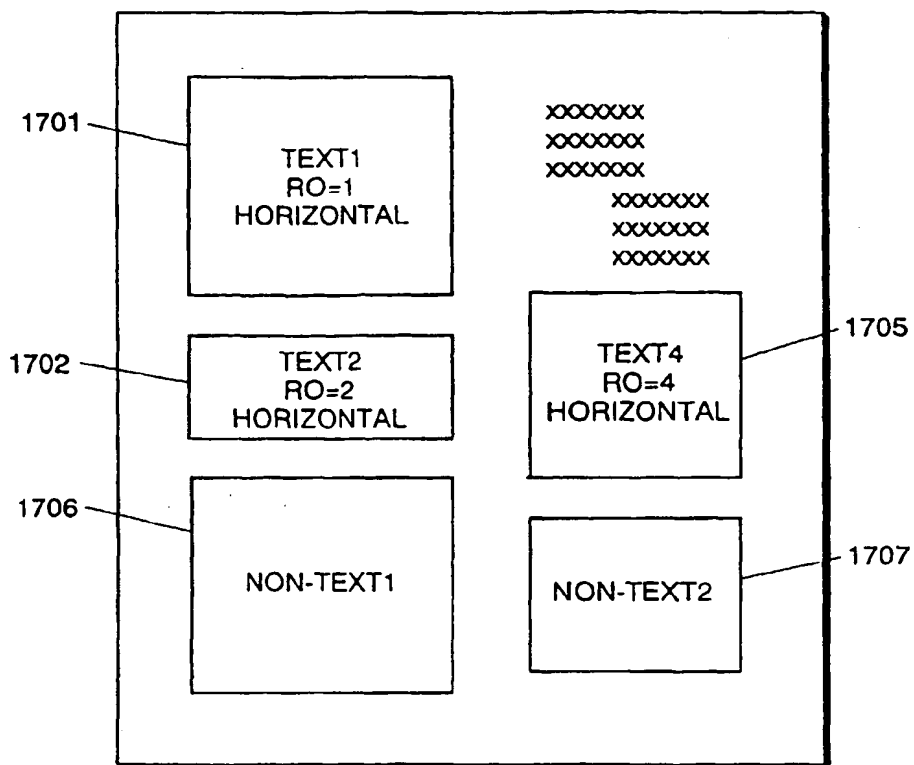 1701
TEXT1
RO=1
HORIZONTAL
1702
TEXT2
RO=2
HORIZONTAL
1706
NON-TEXT1
XXXXXXX
XXXXXXX
XXXXXXX
XXXXXXX
XXXXXXX
XXXXXXX
1705
TEXT4
RO=4
HORIZONTAL
1707
NON-TEXT2